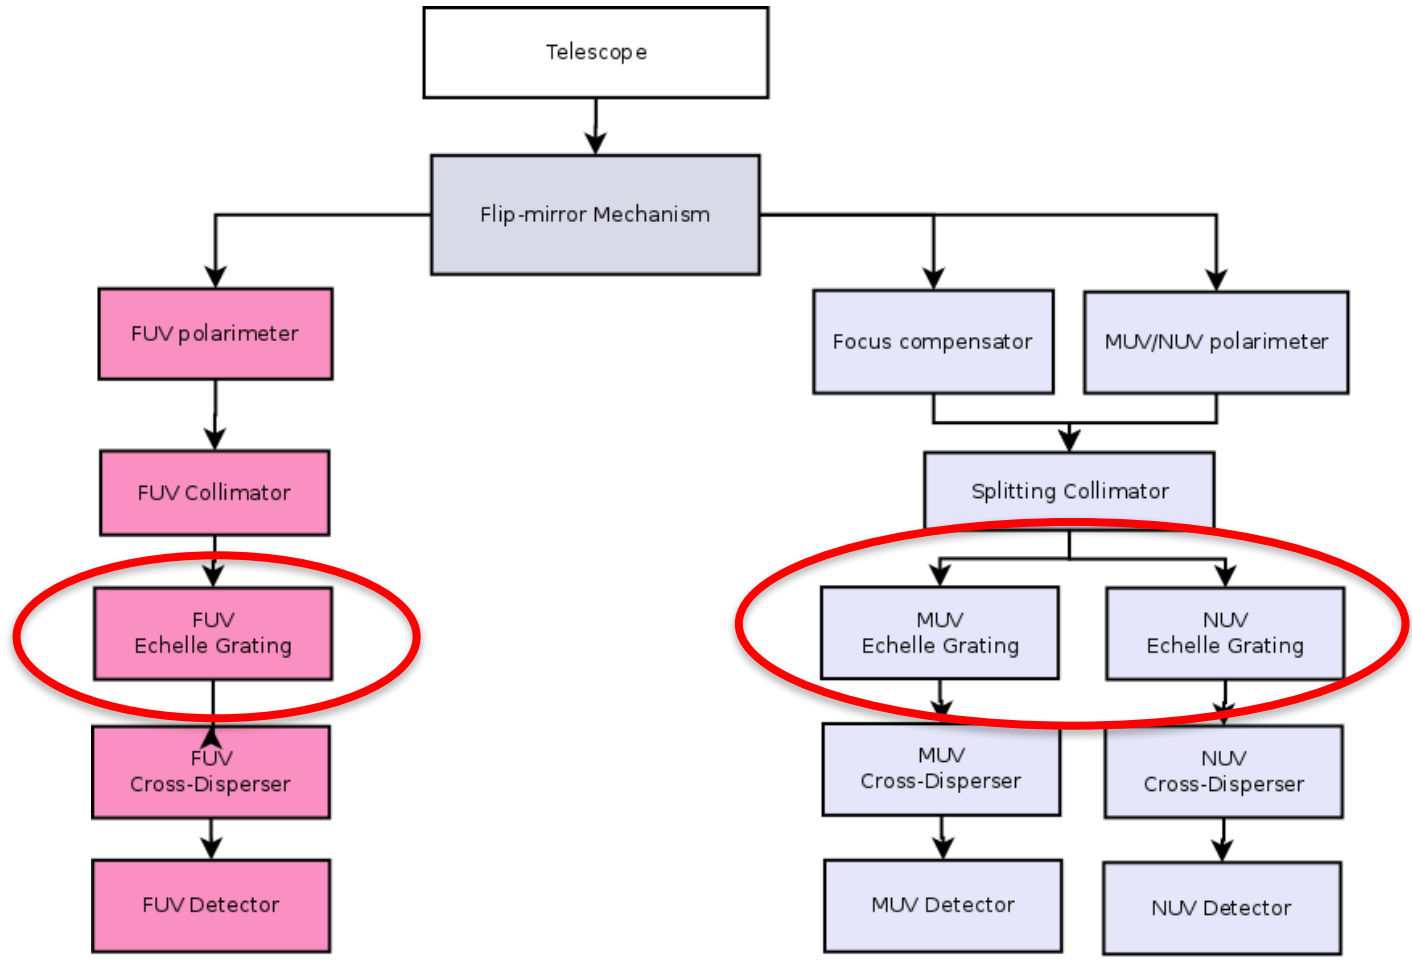 Telescope
Flip-mirror Mechanism
FUV polarimeter
Focus compensator
MUV/NUV polarimeter
FUV Collimator
Splitting Collimator
FUV
Echelle Grating
MUV
Echelle Grating
NUV
Echelle Grating
FUV
Cross-Disperser
MUV
Cross-Disperser
NUV
Cross-Disperser
FUV Detector
MUV Detector
NUV Detector